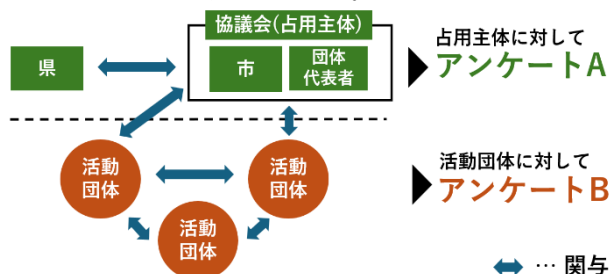 協議会(占用主体)
県
市
団体
代表者
占用主体に対して
アンケートA
活動
団体
活動
団体
活動
団体
活動団体に対して
アンケートB
… 関与